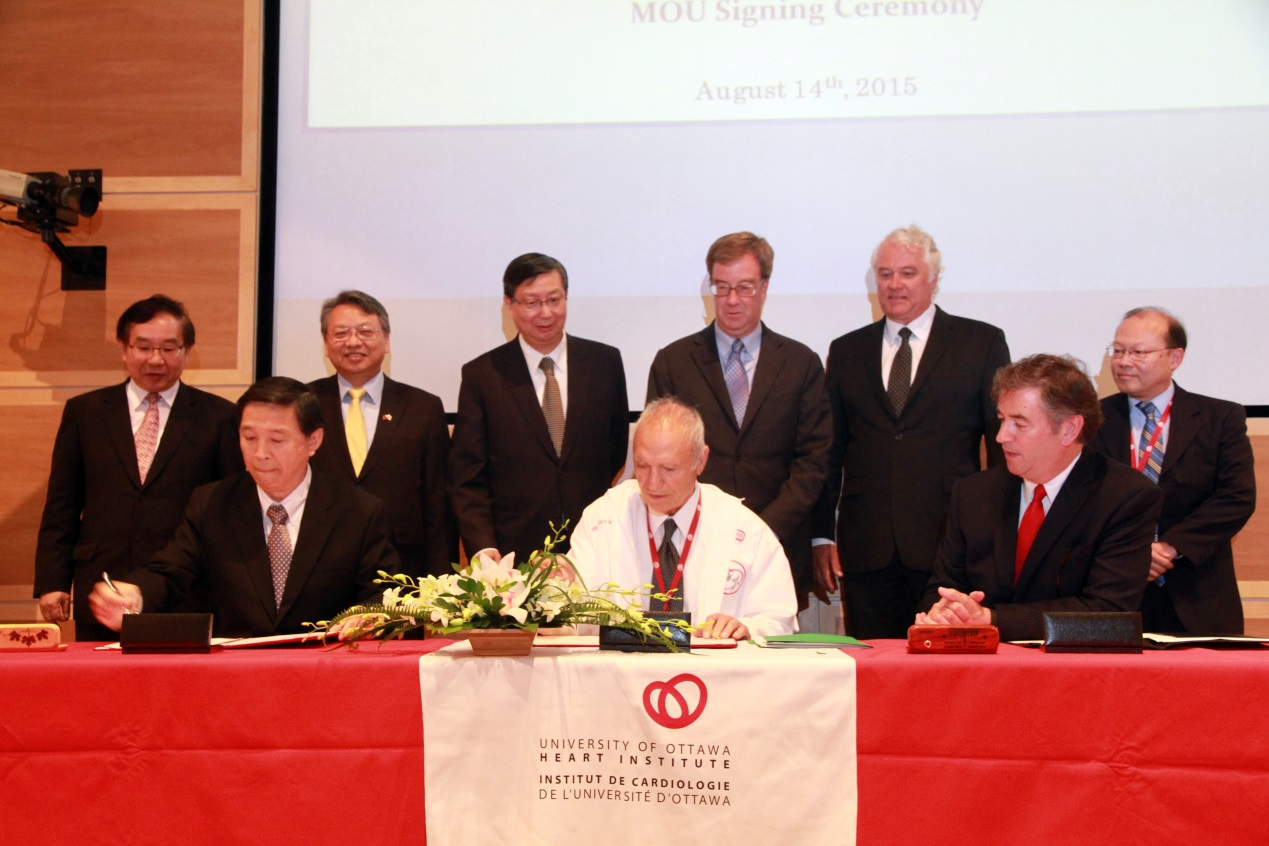 MOU Signing Ceremony
August 14th, 2015
UNIVERSITY OF OTTAWA
HEART INSTITUTE
INSTITUT DE CARDIOLOGIE
DE L'UNIVERSITÉ D'OTTAWA